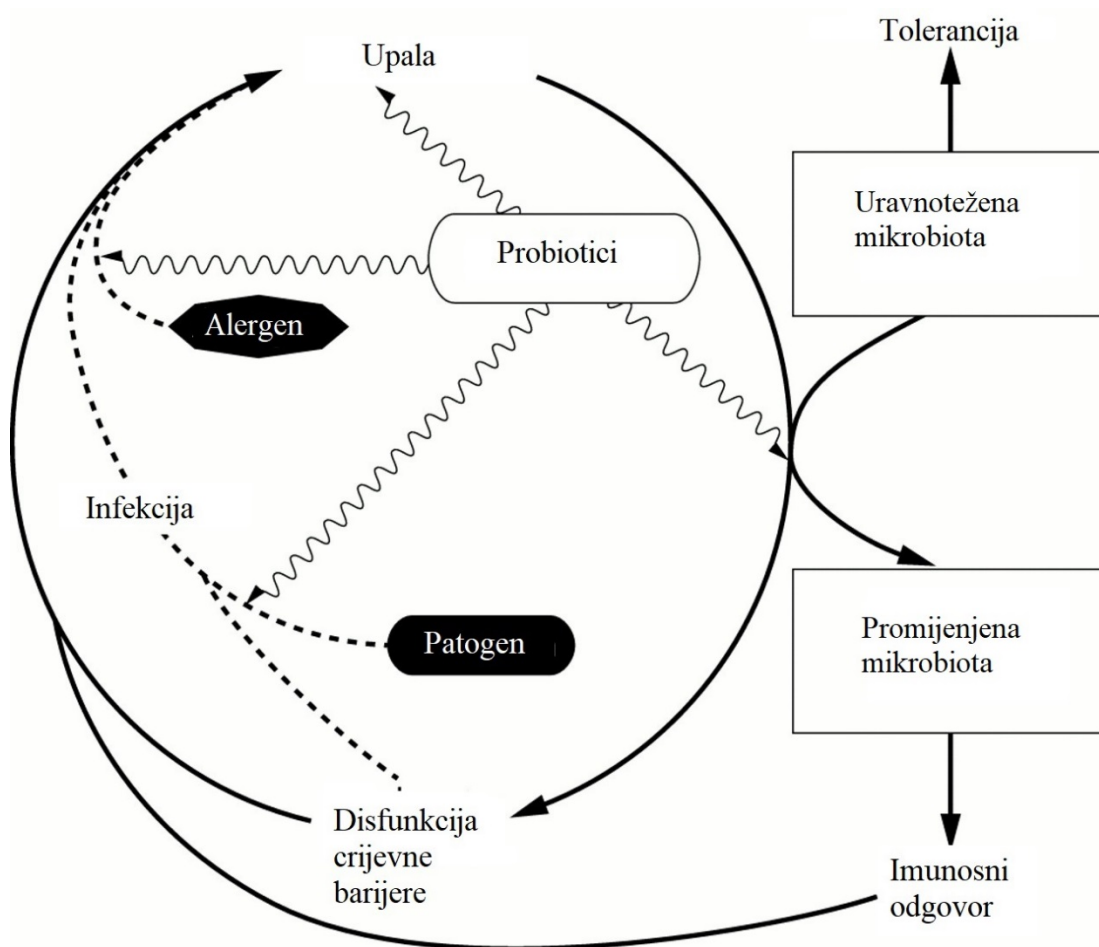 Tolerancija
Upala
Uravnotežena
mikrobiota
Probiotici
Alergen
Infekcija
Patogen
Promijenjena
mikrobiota
Disfunkcija
crijevne
barijere
Imunosni
odgovor